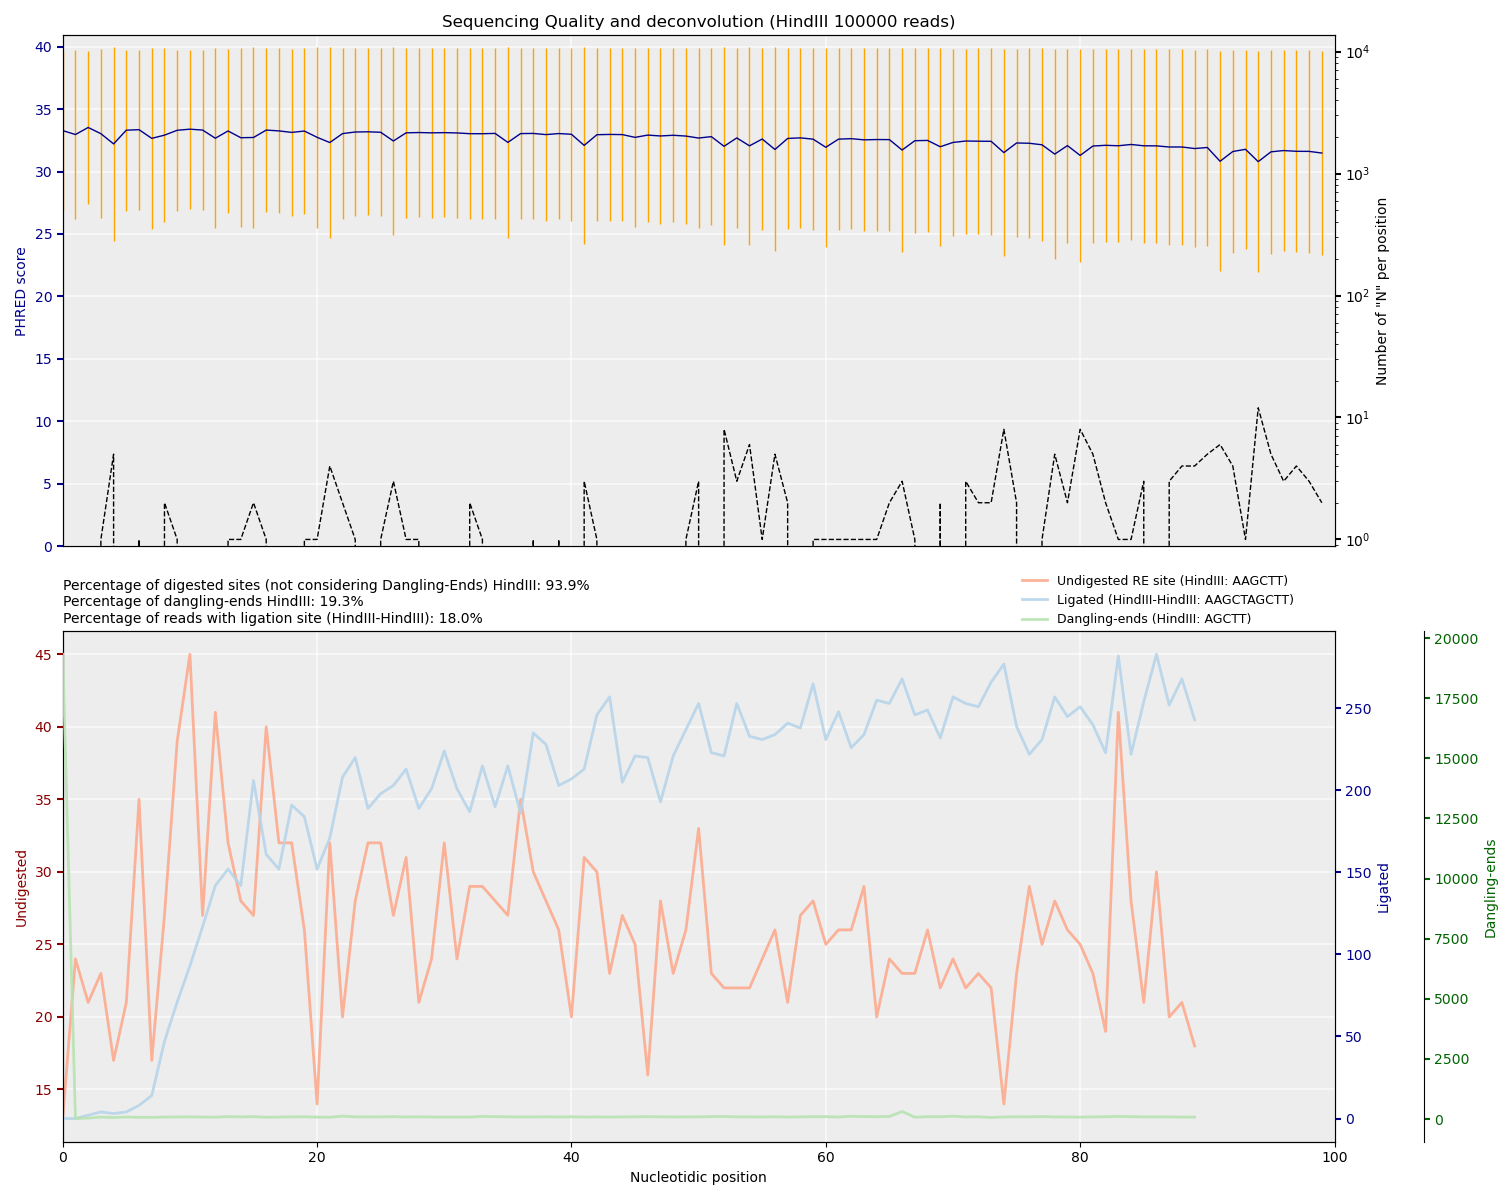 Sequencing Quality and deconvolution (HindIII 100000 reads)
40
35
30
25
20
15
10
5
0
PHRED score
10^4
10^3
10^2
10^1
10^0
Number of "N" per position
Percentage of digested sites (not considering Dangling-Ends) HindIII: 93.9%
Percentage of dangling-ends HindIII: 19.3%
Percentage of reads with ligation site (HindIII-HindIII): 18.0%
Undigested RE site (HindIII: AAGCTT)
Ligated (HindIII-HindIII: AAGCTAGCTT)
Dangling-ends (HindIII: AGCTT)
45
40
35
30
25
20
15
Undigested
250
200
150
100
50
0
Ligated
20000
17500
15000
12500
10000
7500
5000
2500
0
Dangling-ends
0 20 40 60 80 100
Nucleotidic position